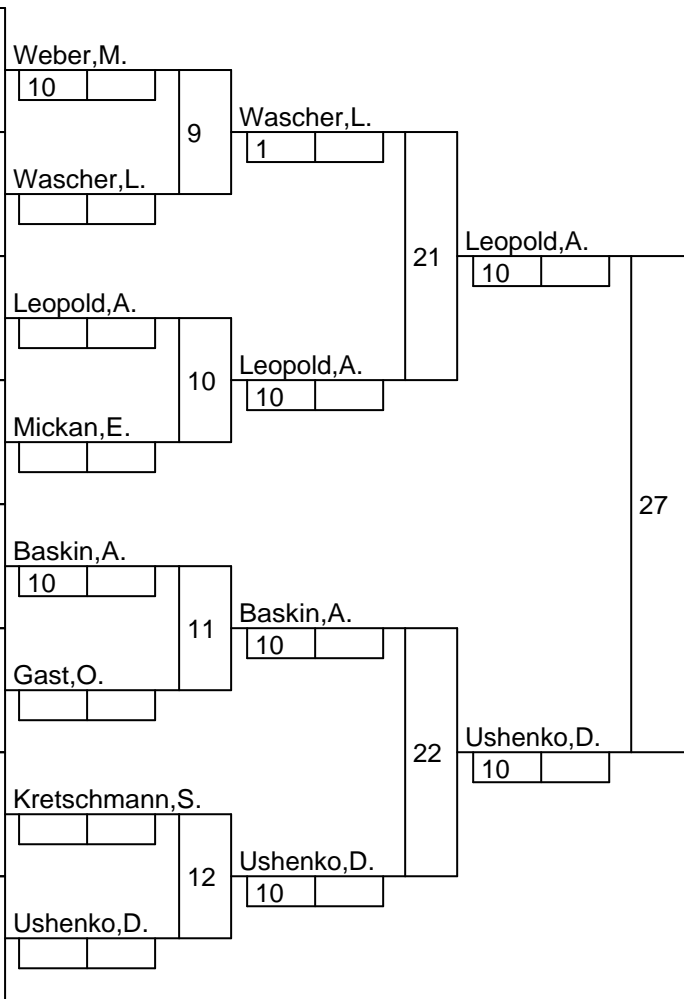 Weber,M.
10
9
Wascher,L.
1
Wascher,L.
21
Leopold,A.
10
Leopold,A.
10
Leopold,A.
10
Mickan,E.
27
Baskin,A.
10
11
Baskin,A.
10
Gast,O.
22
Ushenko,D.
10
Kretschmann,S.
12
Ushenko,D.
10
Ushenko,D.